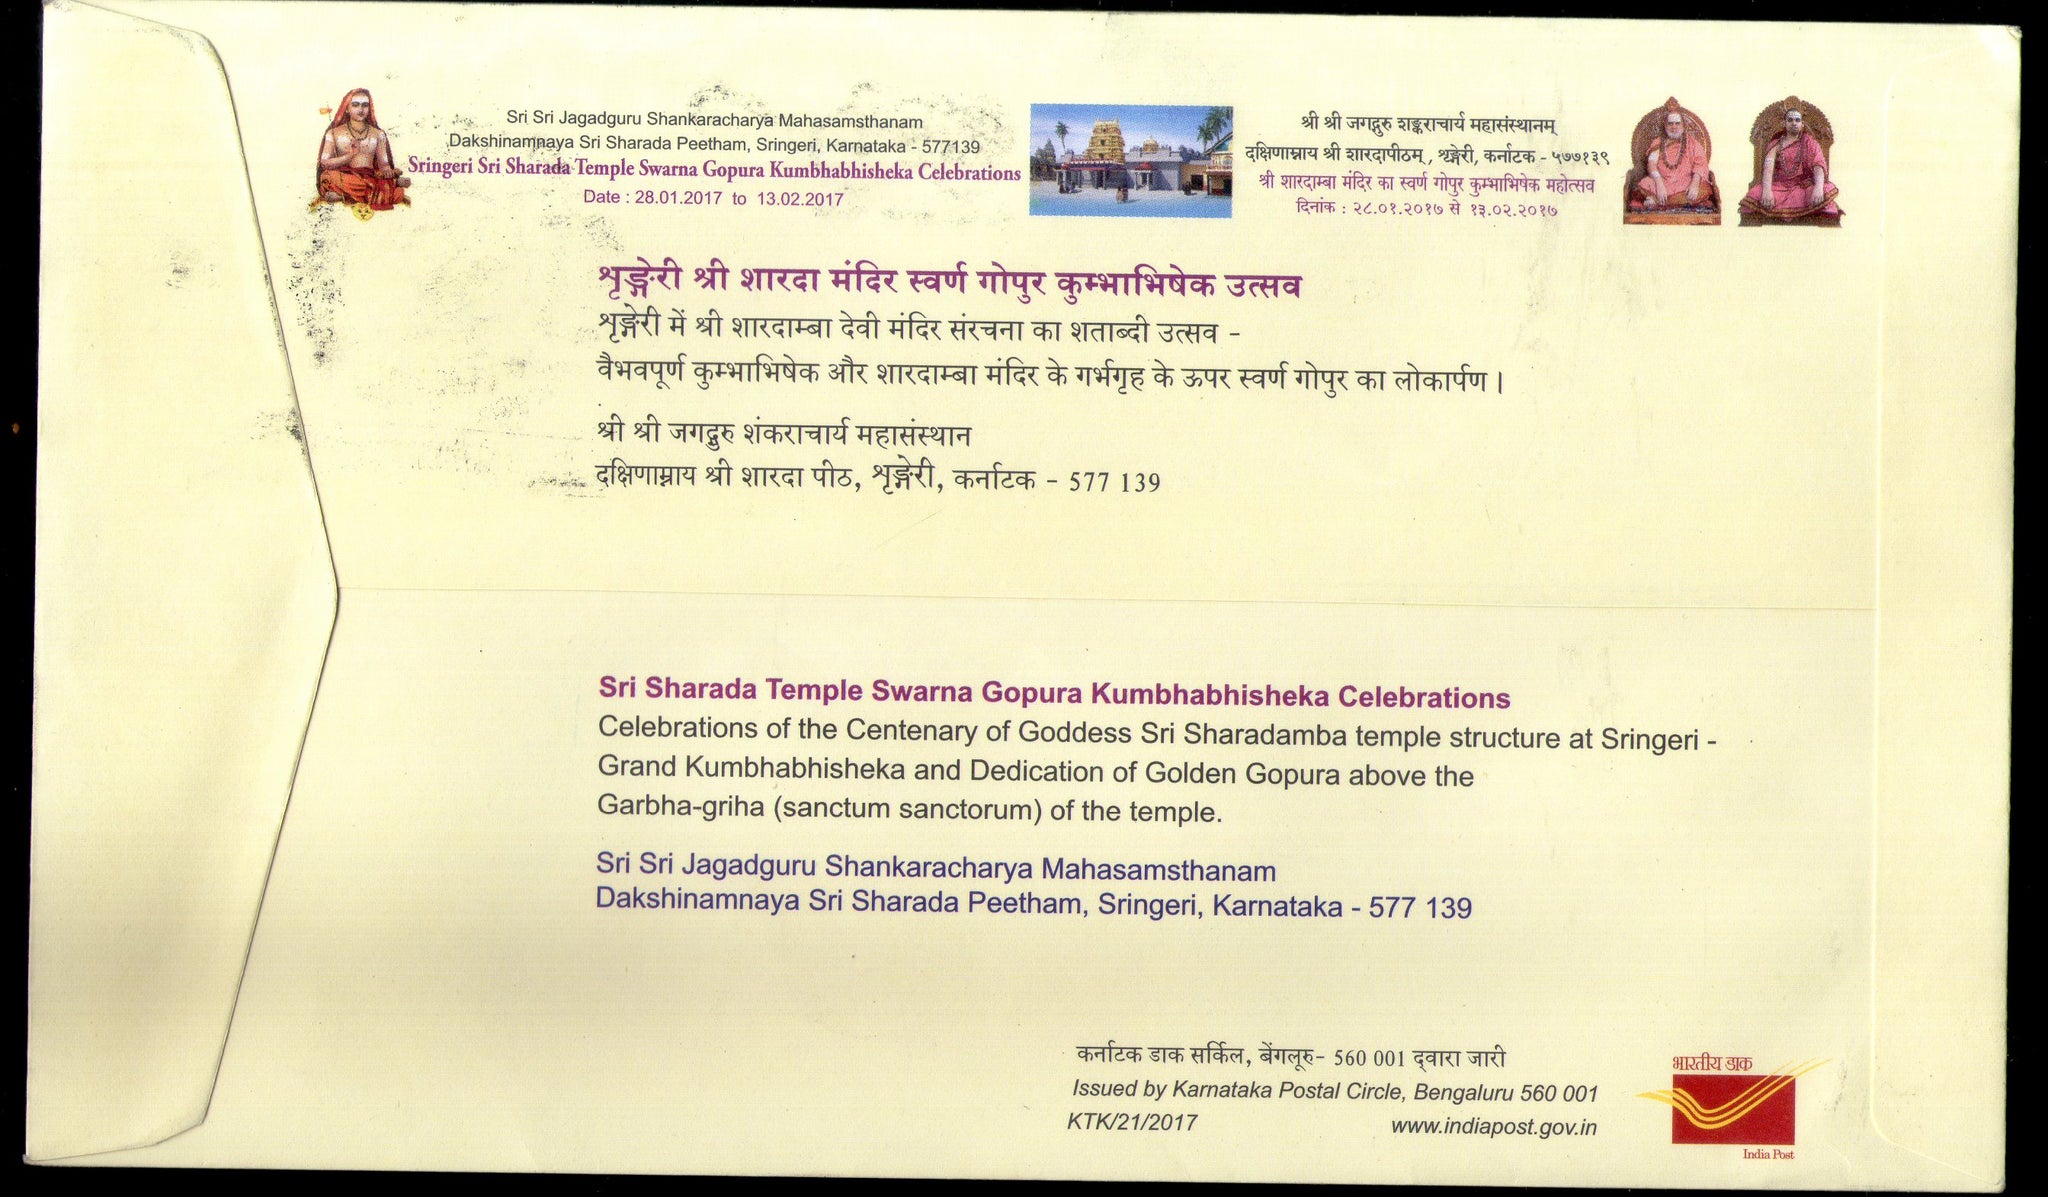 Sri Sri Jagadguru Shankaracharya Mahasamsthanam
Dakshinamnaya Sri Sharada Peetham, Sringeri, Karnataka - 577139
Sringeri Sri Sharada Temple Swarna Gopura Kumbhabhisheka Celebrations
Date : 28.01.2017 to 13.02.2017
श्री श्री जगद्गुरु शङ्कराचार्य महासंस्थानम्
दक्षिणाम्नाय श्री शारदापीठम्, शृङ्गेरी, कर्नाटक - ५७७१३९
श्री शारदाम्बा मंदिर का स्वर्ण गोपुर कुम्भाभिषेक महोत्सव
दिनांक : २८.०१.२०१७ से १३.०२.२०१७
शृङ्गेरी श्री शारदा मंदिर स्वर्ण गोपुर कुम्भाभिषेक उत्सव
शृङ्गेरी में श्री शारदाम्बा देवी मंदिर संरचना का शताब्दी उत्सव -
वैभवपूर्ण कुम्भाभिषेक और शारदाम्बा मंदिर के गर्भगृह के ऊपर स्वर्ण गोपुर का लोकार्पण।
श्री श्री जगद्गुरु शंकराचार्य महासंस्थान
दक्षिणाम्नाय श्री शारदा पीठ, शृङ्गेरी, कर्नाटक - 577 139
Sri Sharada Temple Swarna Gopura Kumbhabhisheka Celebrations
Celebrations of the Centenary of Goddess Sri Sharadamba temple structure at Sringeri -
Grand Kumbhabhisheka and Dedication of Golden Gopura above the
Garbha-griha (sanctum sanctorum) of the temple.
Sri Sri Jagadguru Shankaracharya Mahasamsthanam
Dakshinamnaya Sri Sharada Peetham, Sringeri, Karnataka - 577 139
कर्नाटक डाक सर्किल, बेंगलूरु- 560 001 द्वारा जारी
Issued by Karnataka Postal Circle, Bengaluru 560 001
KTK/21/2017 www.indiapost.gov.in
भारतीय डाक
India Post